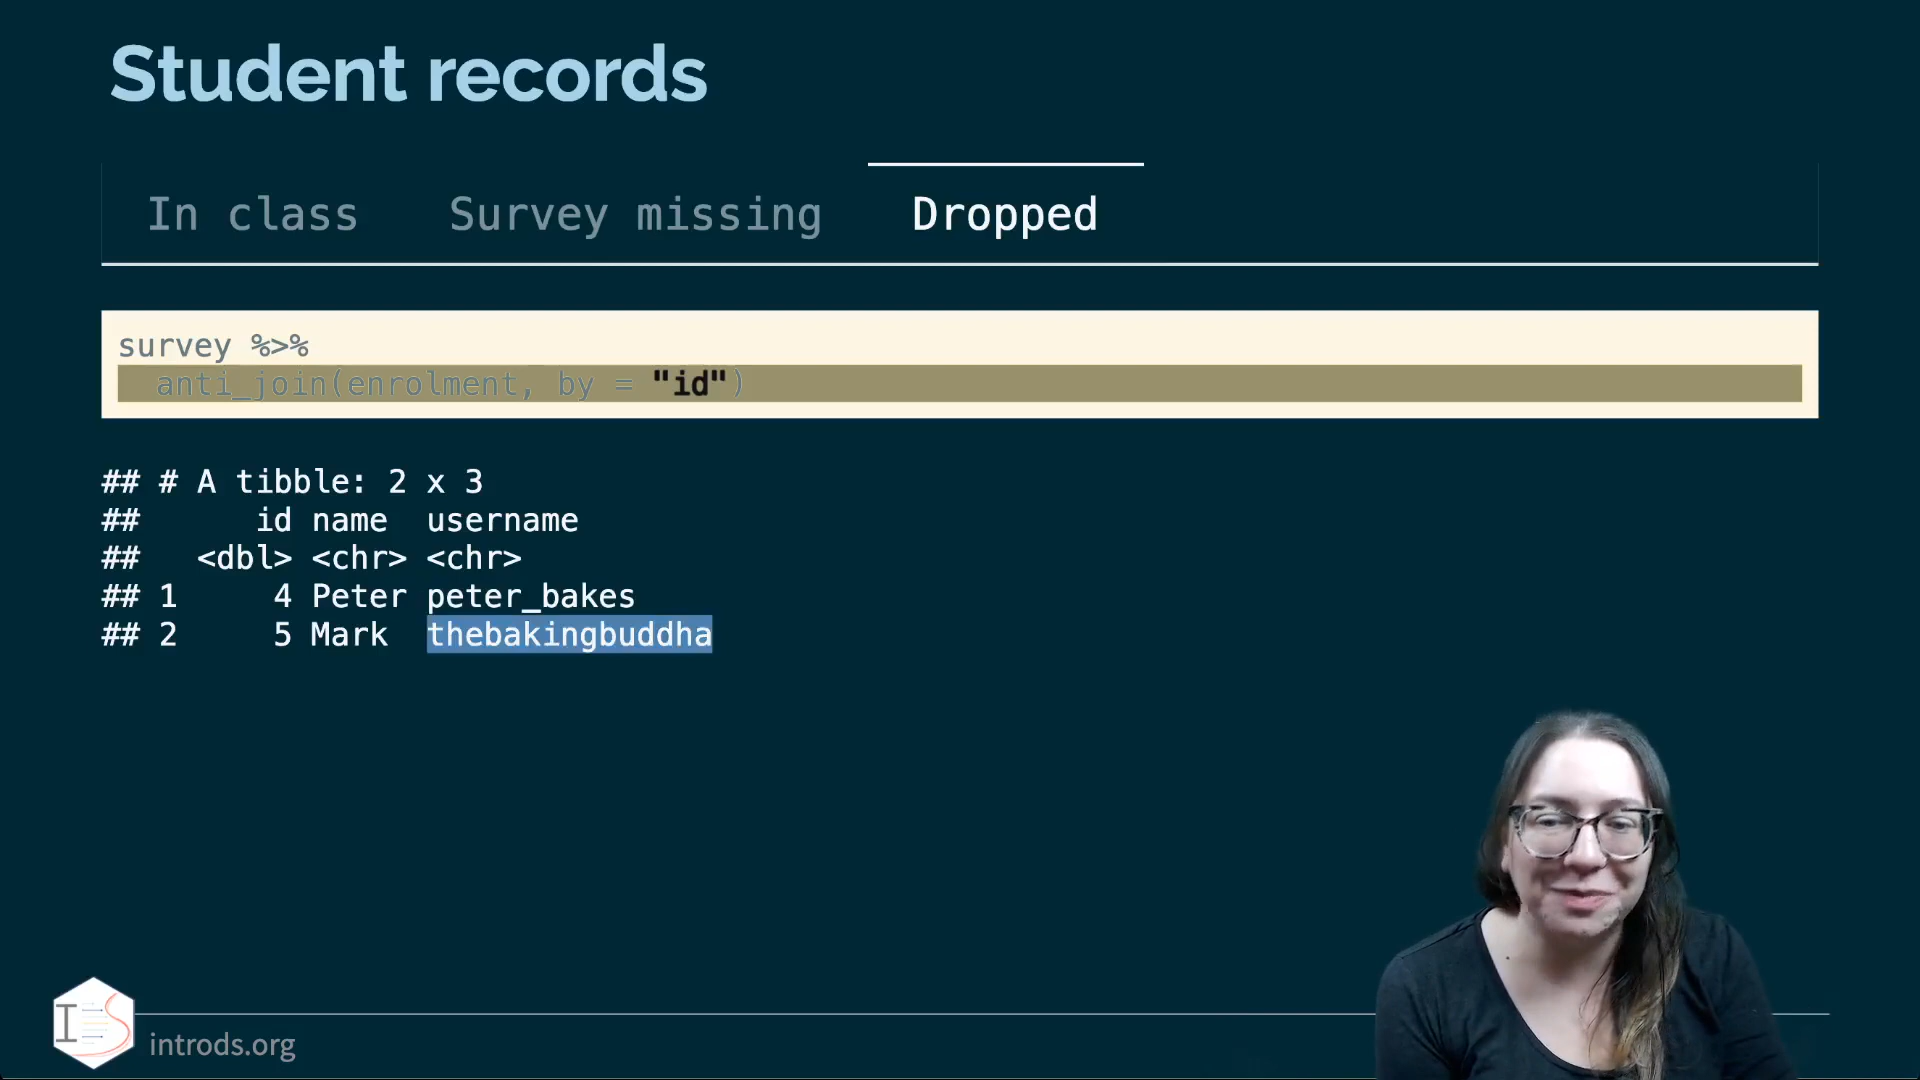 Student records
In class Survey missing Dropped
survey %>%
anti_join(enrolment, by = "id")
## # A tibble: 2 x 3
## id name username
## <dbl> <chr> <chr>
## 1 4 Peter peter_bakes
## 2 5 Mark thebakingbuddha
I S
introds.org